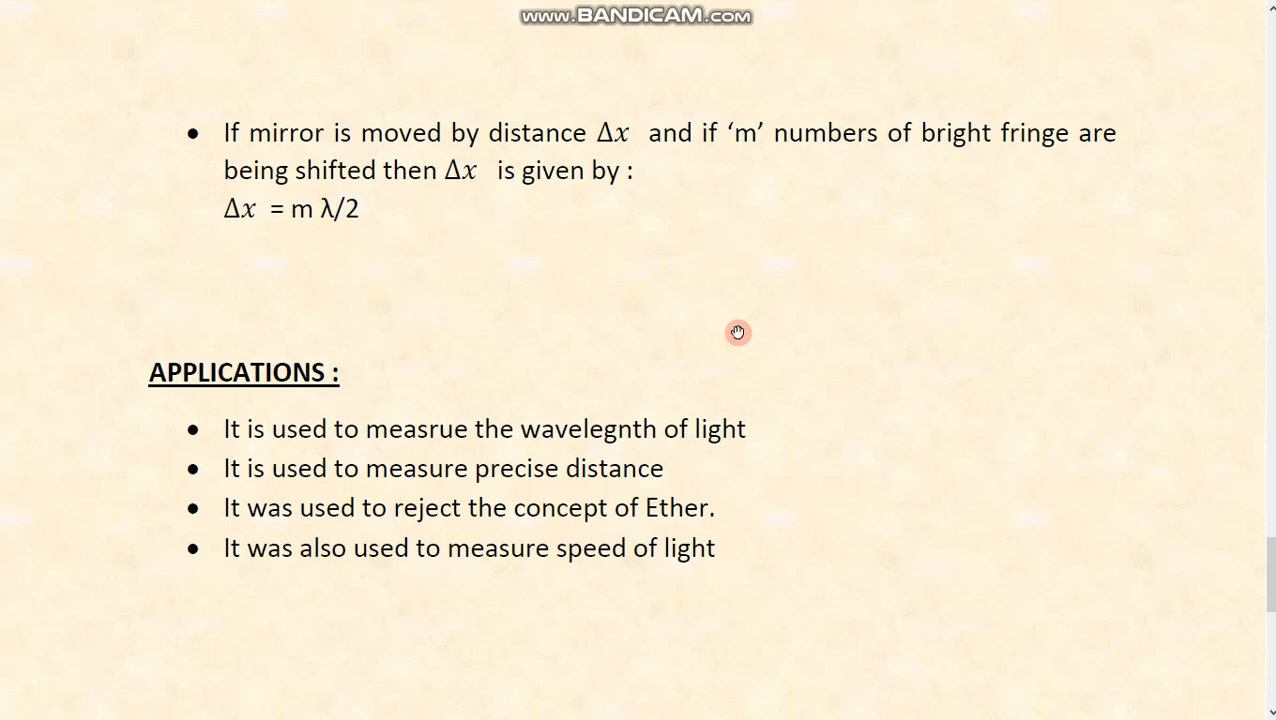 www.BANDICAM.com
• If mirror is moved by distance Δx and if ‘m’ numbers of bright fringe are
being shifted then Δx is given by :
Δx = m λ/2
APPLICATIONS :
• It is used to measrue the wavelegnth of light
• It is used to measure precise distance
• It was used to reject the concept of Ether.
• It was also used to measure speed of light